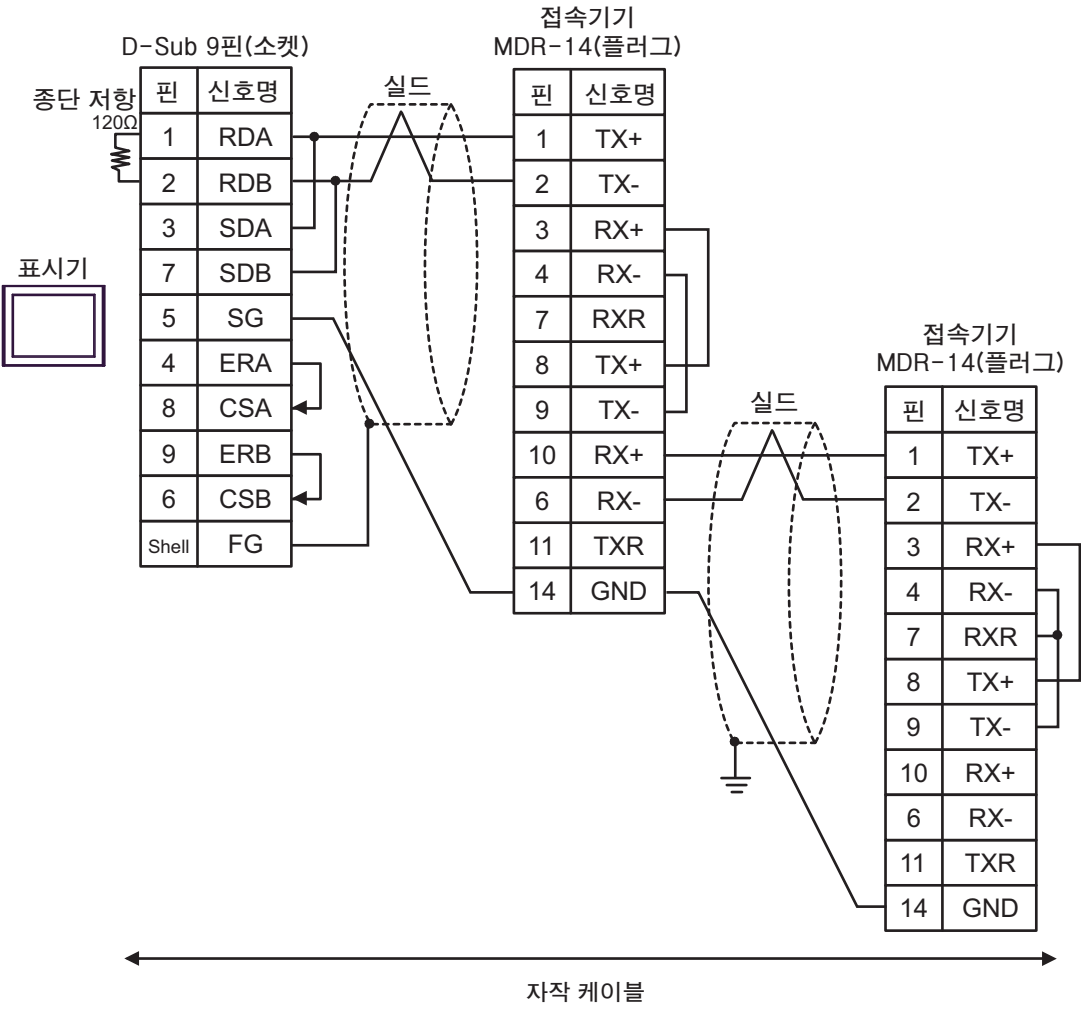 접속기기
D-Sub 9핀(소켓)
MDR-14(플러그)
종단 저항
120Ω
핀 신호명
1 RDA
2 RDB
3 SDA
7 SDB
5 SG
4 ERA
8 CSA
9 ERB
6 CSB
Shell FG
표시기
실드
핀 신호명
1 TX+
2 TX-
3 RX+
4 RX-
7 RXR
8 TX+
9 TX-
10 RX+
6 RX-
11 TXR
14 GND
실드
접속기기
MDR-14(플러그)
핀 신호명
1 TX+
2 TX-
3 RX+
4 RX-
7 RXR
8 TX+
9 TX-
10 RX+
6 RX-
11 TXR
14 GND
자작 케이블